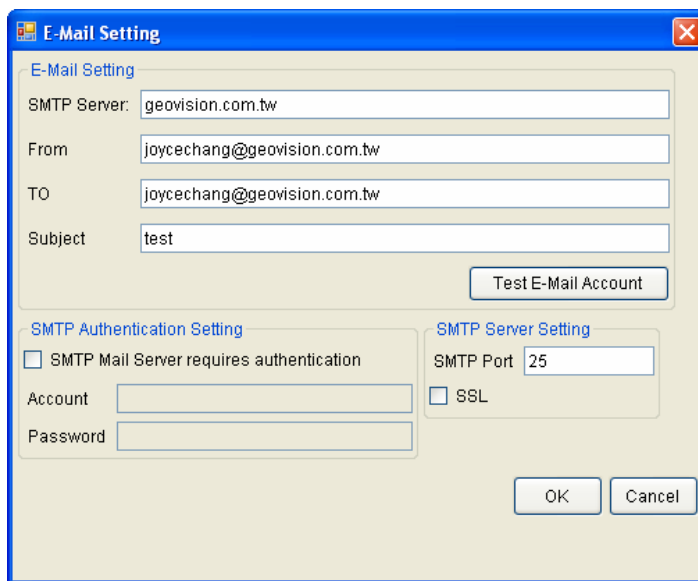 E-Mail Setting
E-Mail Setting
SMTP Server: geovision.com.tw
From joycechang@geovision.com.tw
TO joycechang@geovision.com.tw
Subject test
Test E-Mail Account
SMTP Authentication Setting
SMTP Mail Server requires authentication
Account
Password
SMTP Server Setting
SMTP Port 25
SSL
OK Cancel